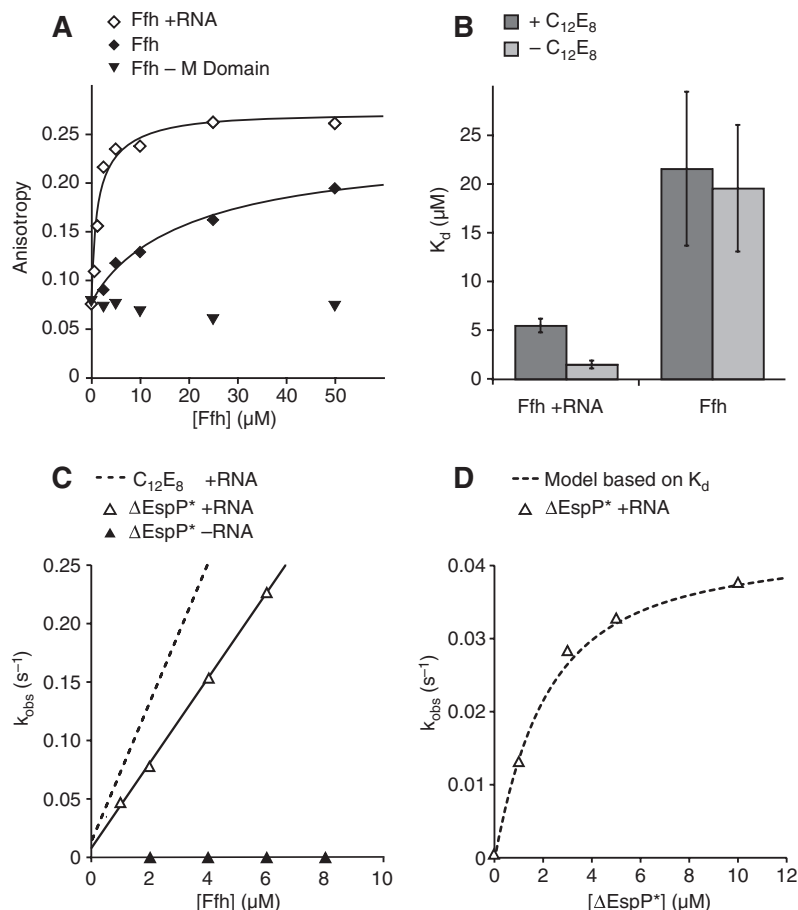 A
Ffh +RNA
Ffh
Ffh – M Domain
Anisotropy
0.25
0.20
0.15
0.10
0.05
0
0 10 20 30 40 50
[Ffh] (µM)
B
+ C₁₂E₈
– C₁₂E₈
K_d (µM)
25
20
15
10
5
0
Ffh +RNA Ffh
C
C₁₂E₈ +RNA
ΔEspP* +RNA
ΔEspP* –RNA
k_obs (s⁻¹)
0.25
0.20
0.15
0.10
0.05
0
0 2 4 6 8 10
[Ffh] (µM)
D
Model based on K_d
ΔEspP* +RNA
k_obs (s⁻¹)
0.04
0.03
0.02
0.01
0
0 2 4 6 8 10 12
[ΔEspP*] (µM)